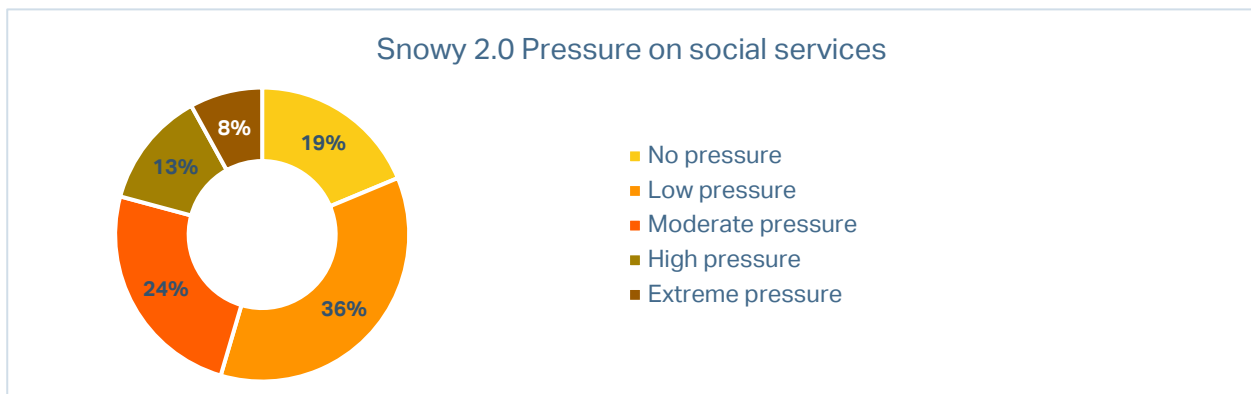 Snowy 2.0 Pressure on social services
8%
19%
13%
24%
36%
No pressure
Low pressure
Moderate pressure
High pressure
Extreme pressure